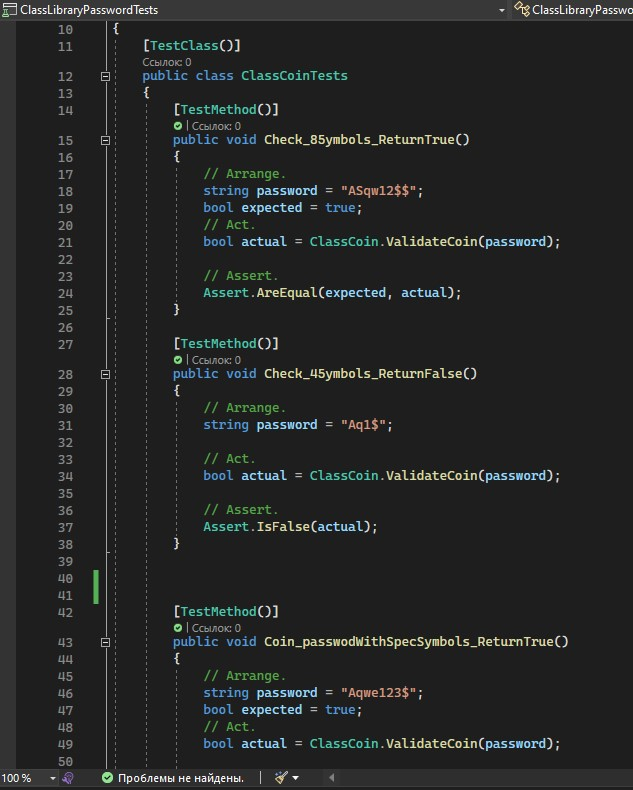 ClassLibraryPasswordTests ClassLibraryPasswo
10 {
11 [TestClass()]
Ссылок: 0
12 public class ClassCoinTests
13 {
14 [TestMethod()]
| Ссылок: 0
15 public void Check_85ymbols_ReturnTrue()
16 {
17 // Arrange.
18 string password = "ASqw12$$";
19 bool expected = true;
20 // Act.
21 bool actual = ClassCoin.ValidateCoin(password);
22
23 // Assert.
24 Assert.AreEqual(expected, actual);
25 }
26
27 [TestMethod()]
| Ссылок: 0
28 public void Check_45ymbols_ReturnFalse()
29 {
30 // Arrange.
31 string password = "Aq1$";
32
33 // Act.
34 bool actual = ClassCoin.ValidateCoin(password);
35
36 // Assert.
37 Assert.IsFalse(actual);
38 }
39
40
41
42 [TestMethod()]
| Ссылок: 0
43 public void Coin_passwodWithSpecSymbols_ReturnTrue()
44 {
45 // Arrange.
46 string password = "Aqwe123$";
47 bool expected = true;
48 // Act.
49 bool actual = ClassCoin.ValidateCoin(password);
50
100 % Проблемы не найдены.